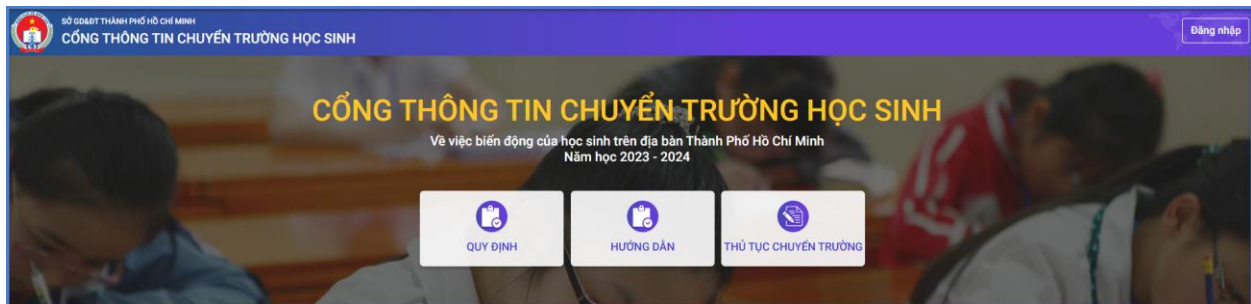 SỞ GD&ĐT THÀNH PHỐ HỒ CHÍ MINH
CỔNG THÔNG TIN CHUYỂN TRƯỜNG HỌC SINH
Đăng nhập
CỔNG THÔNG TIN CHUYỂN TRƯỜNG HỌC SINH
Về việc biến động của học sinh trên địa bàn Thành Phố Hồ Chí Minh
Năm học 2023 - 2024
QUY ĐỊNH
HƯỚNG DẪN
THỦ TỤC CHUYỂN TRƯỜNG